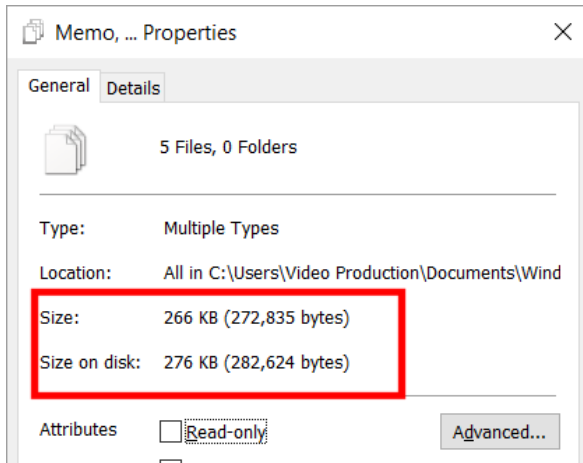 Memo, ... Properties
General Details
5 Files, 0 Folders
Type: Multiple Types
Location: All in C:\Users\Video Production\Documents\Wind
Size: 266 KB (272,835 bytes)
Size on disk: 276 KB (282,624 bytes)
Attributes Read-only Advanced...